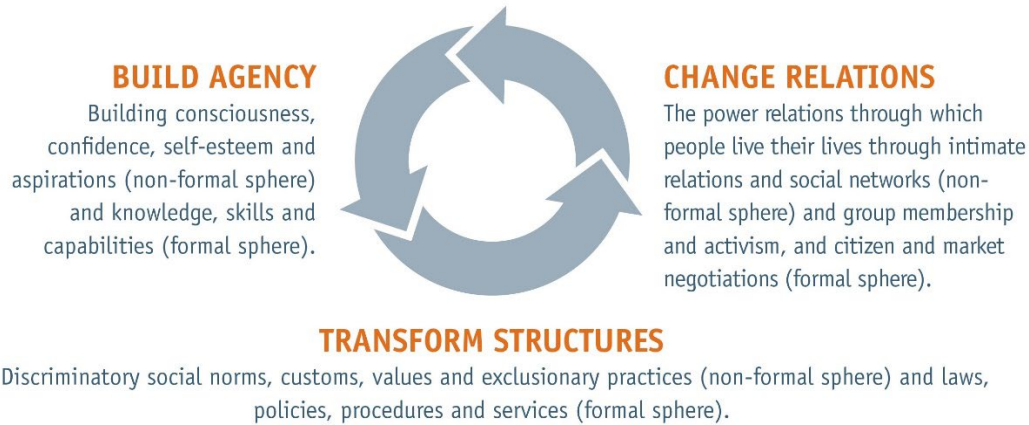 BUILD AGENCY
Building consciousness,
confidence, self-esteem and
aspirations (non-formal sphere)
and knowledge, skills and
capabilities (formal sphere).
CHANGE RELATIONS
The power relations through which
people live their lives through intimate
relations and social networks (non-
formal sphere) and group membership
and activism, and citizen and market
negotiations (formal sphere).
TRANSFORM STRUCTURES
Discriminatory social norms, customs, values and exclusionary practices (non-formal sphere) and laws,
policies, procedures and services (formal sphere).